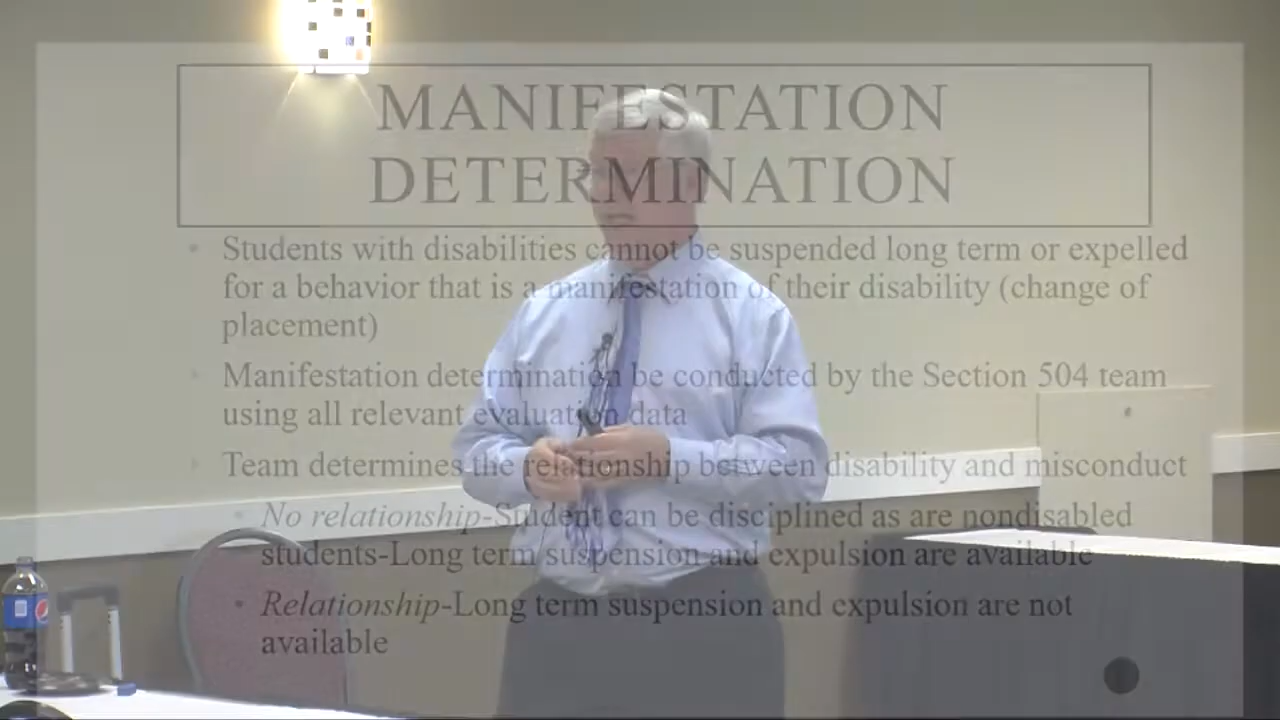 MANIFESTATION
DETERMINATION
• Students with disabilities cannot be suspended long term or expelled
for a behavior that is a manifestation of their disability (change of
placement)
• Manifestation determination be conducted by the Section 504 team
using all relevant evaluation data
• Team determines the relationship between disability and misconduct
• No relationship-Student can be disciplined as are nondisabled
students-Long term suspension and expulsion are available
• Relationship-Long term suspension and expulsion are not
available